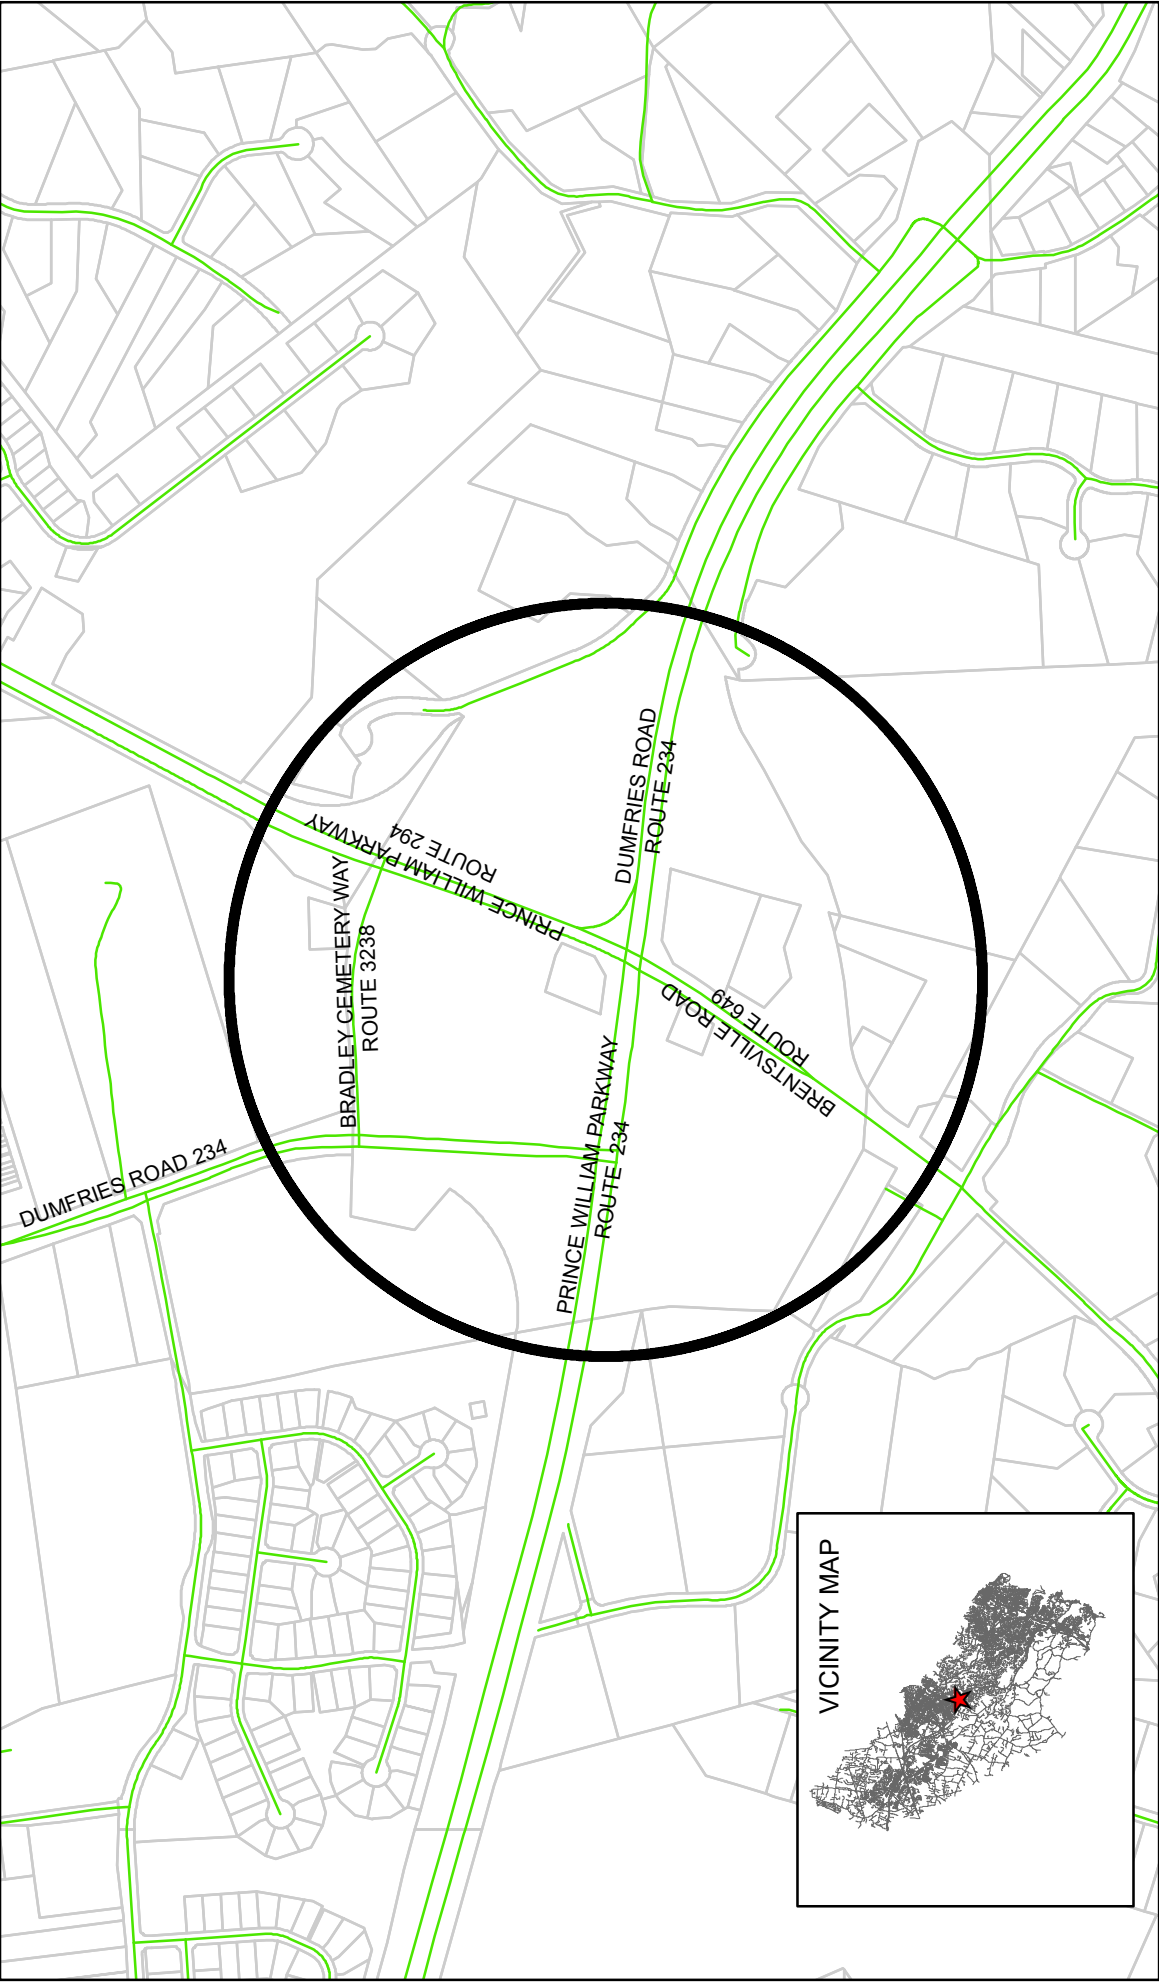 DUMFRIES ROAD 234
BRADLEY CEMETERY WAY
ROUTE 3238
PRINCE WILLIAM PARKWAY
ROUTE 294
PRINCE WILLIAM PARKWAY
ROUTE 234
DUMFRIES ROAD
ROUTE 234
BRENTSVILLE ROAD
ROUTE 649
VICINITY MAP